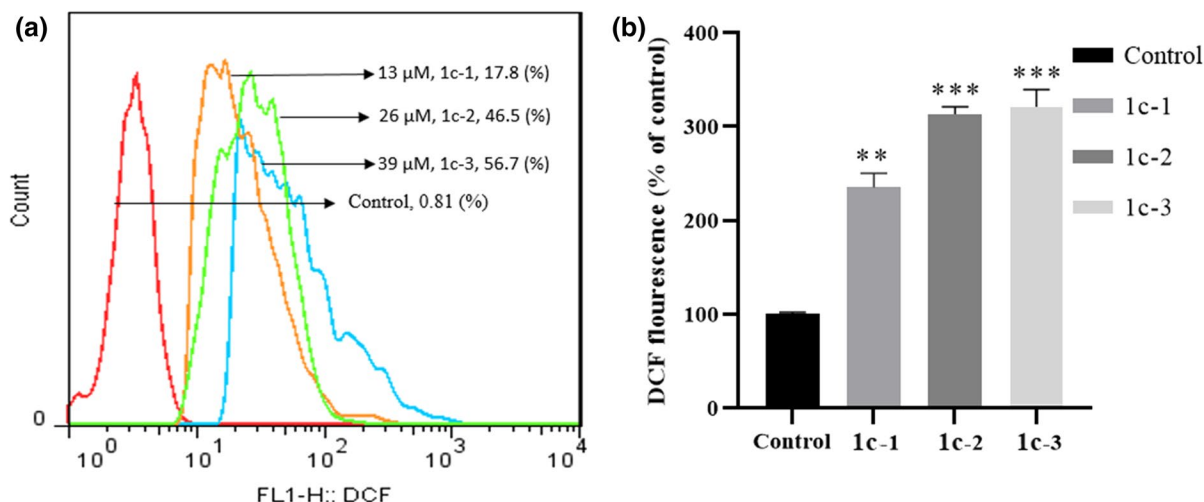 (a)
13 µM, 1c-1, 17.8 (%)
26 µM, 1c-2, 46.5 (%)
39 µM, 1c-3, 56.7 (%)
Control, 0.81 (%)
Count
0
10^0 10^1 10^2 10^3 10^4
FL1-H:: DCF
(b)
DCF flourescence (% of control)
400
300
200
100
0
**
***
***
Control 1c-1 1c-2 1c-3
Control
1c-1
1c-2
1c-3